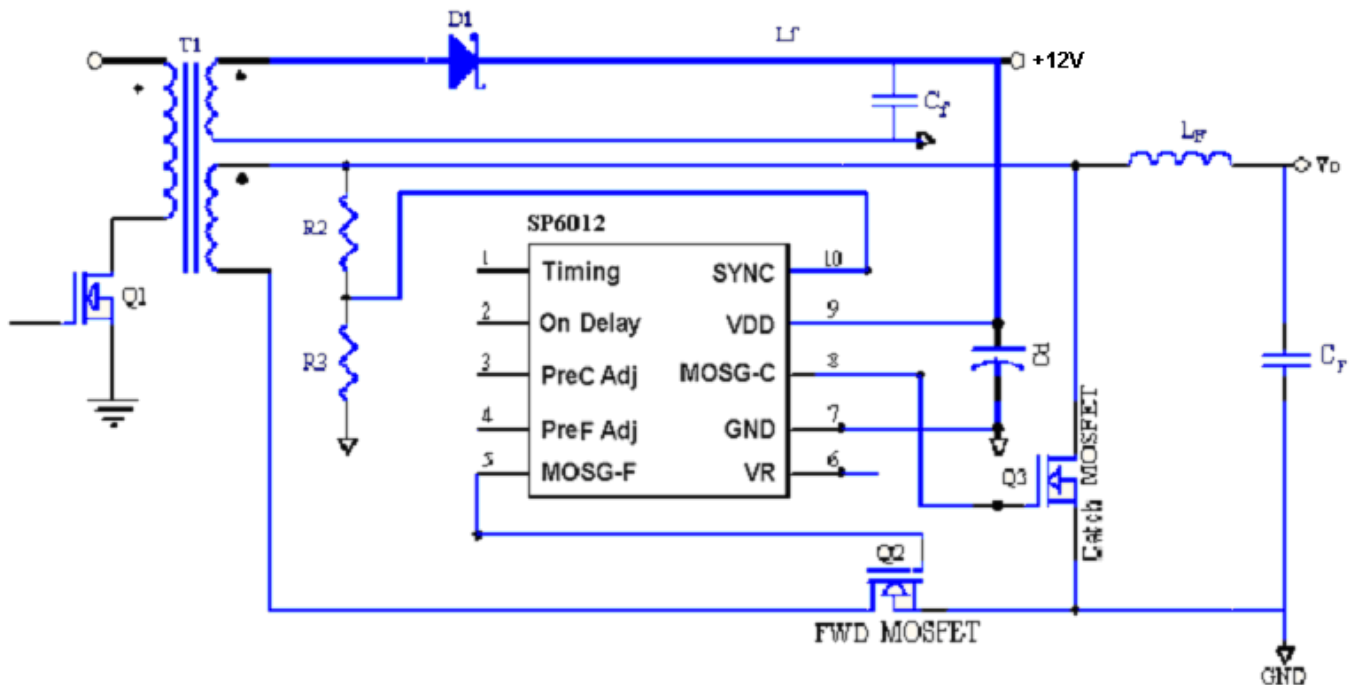 D1
Lf
T1
+12V
Cf
LF
VD
R2
SP6012
1
Timing
SYNC
10
Q1
2
On Delay
VDD
9
R3
3
PreC Adj
MOSG-C
8
Cd
CF
4
PreF Adj
GND
7
5
MOSG-F
VR
6
Q3
Catch MOSFET
Q2
FWD MOSFET
GND